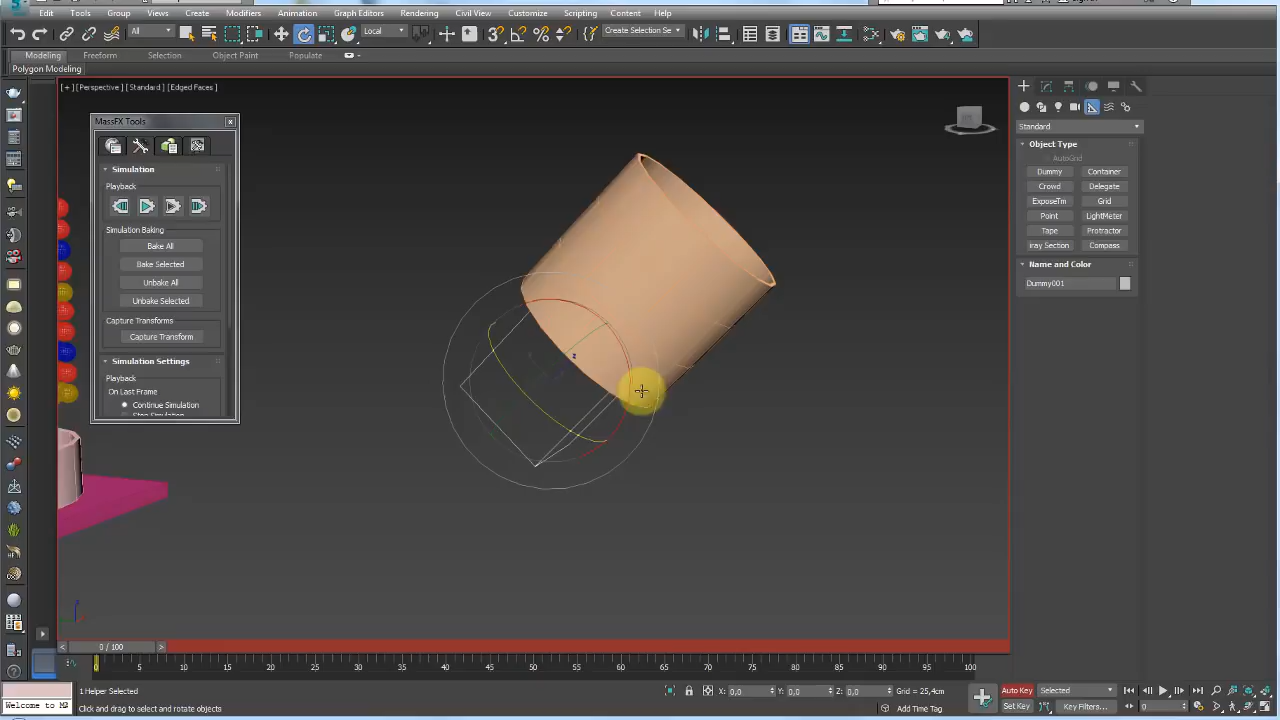 Edit Tools Group Views Create Modifiers Animation Graph Editors Rendering Civil View Customize Scripting Content Help
All Local Create Selection Se
Modeling Freeform Selection Object Paint Populate
Polygon Modeling
[+] [Perspective] [Standard] [Edged Faces]
MassFX Tools
Simulation
Playback
Simulation Baking
Bake All
Bake Selected
Unbake All
Unbake Selected
Capture Transforms
Capture Transform
Simulation Settings
Playback
On Last Frame
Continue Simulation
Stop Simulation
Standard
Object Type
AutoGrid
Dummy Container
Crowd Delegate
ExposeTm Grid
Point LightMeter
Tape Protractor
iray Section Compass
Name and Color
Dummy001
z
z
< 0 / 100 >
0 5 10 15 20 25 30 35 40 45 50 55 60 65 70 75 80 85 90 95 100
1 Helper Selected X: 0,0 Y: 0,0 Z: 0,0 Grid = 25,4cm Auto Key Selected
Welcome to M Click and drag to select and rotate objects Add Time Tag Set Key Key Filters... 0